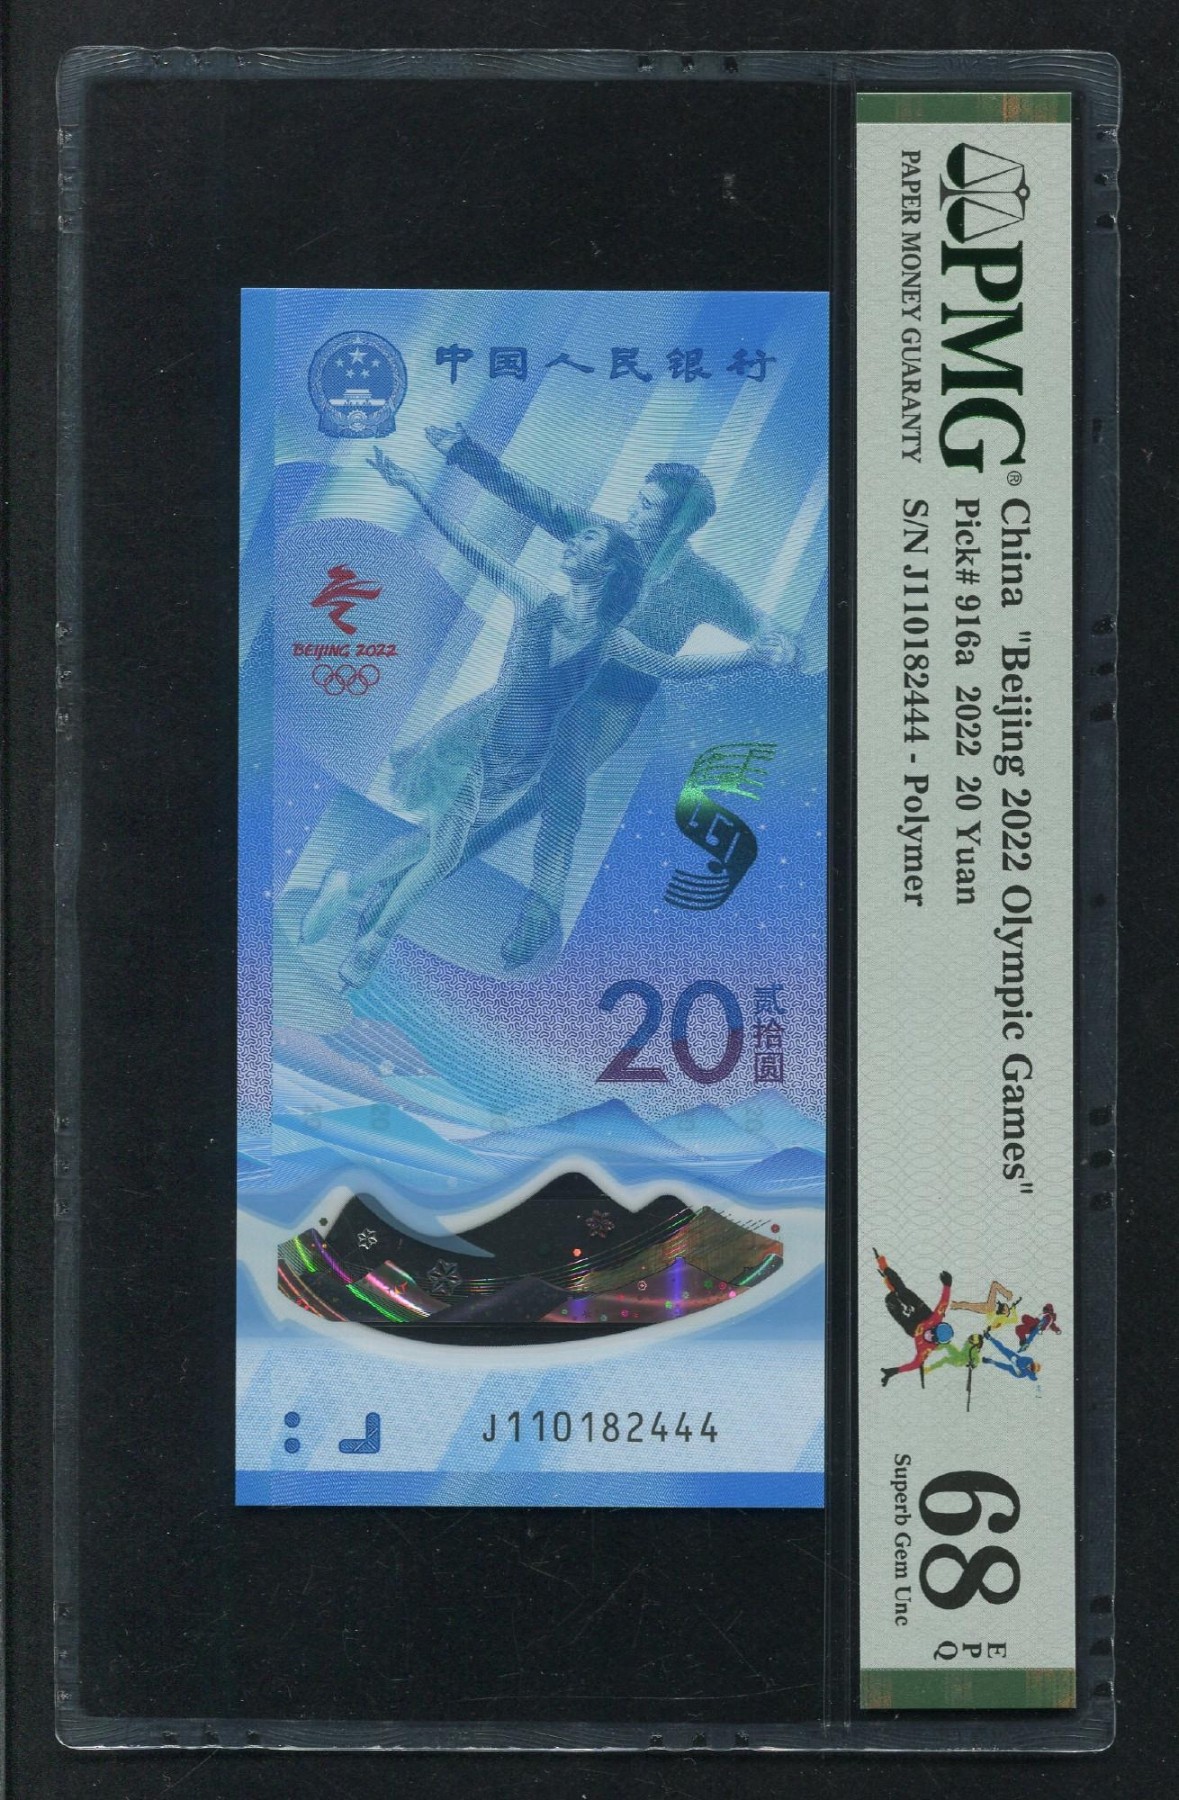 中国人民银行
BEIJING 2022
20
贰拾圆
J110182444
PMG®
PAPER MONEY GUARANTY
China "Beijing 2022 Olympic Games"
Pick# 916a 2022 20 Yuan
S/N J110182444 - Polymer
68
EPQ
Superb Gem Unc